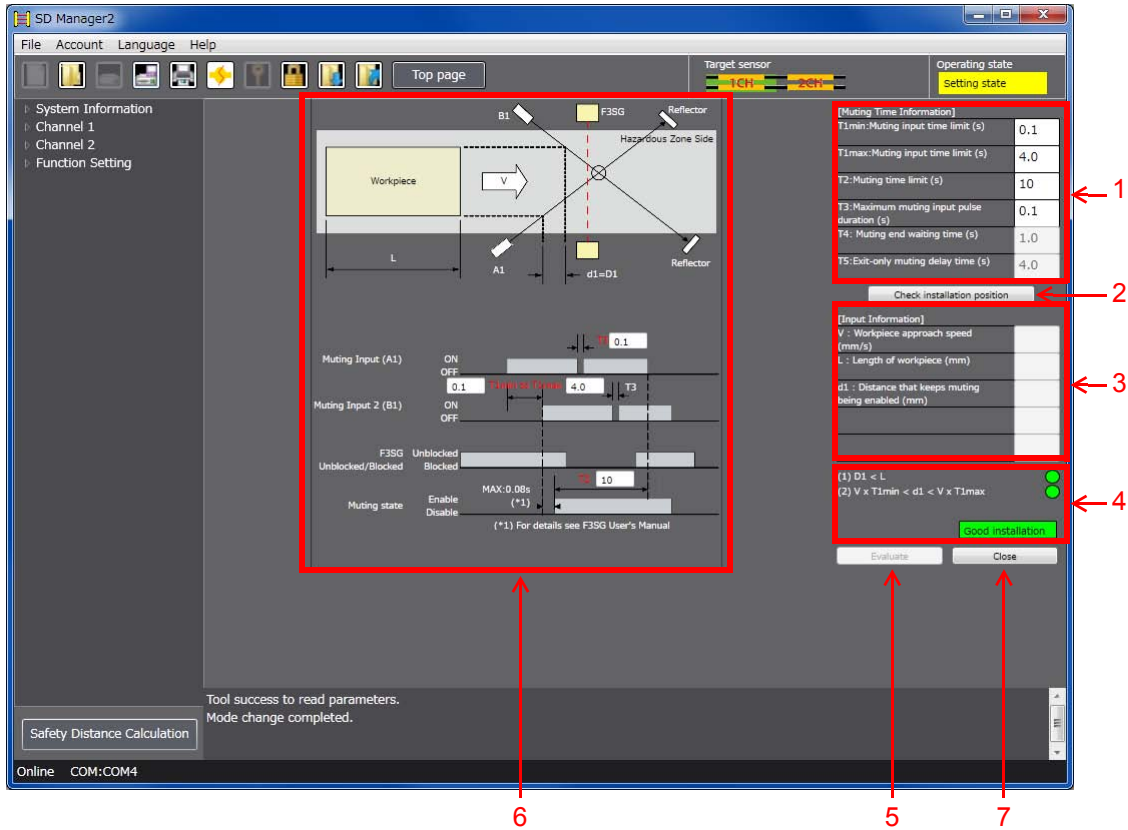 SD Manager2
File Account Language Help
Top page
Target sensor
1CH 2CH
Operating state
Setting state
System Information
Channel 1
Channel 2
Function Setting
B1
F3SG
Reflector
Hazardous Zone Side
Workpiece
V
L
A1
d1=D1
Reflector
0.1
Muting Input (A1)
ON
OFF
0.1
4.0
T3
Muting Input 2 (B1)
ON
OFF
F3SG
Unblocked/Blocked
Unblocked
Blocked
10
MAX:0.08s
(*1)
Muting state
Enable
Disable
(*1) For details see F3SG User's Manual
[Muting Time Information]
T1min:Muting input time limit (s) 0.1
T1max:Muting input time limit (s) 4.0
T2:Muting time limit (s) 10
T3:Maximum muting input pulse
duration (s) 0.1
T4: Muting end waiting time (s) 1.0
T5:Exit-only muting delay time (s) 4.0
Check installation position
[Input Information]
V : Workpiece approach speed
(mm/s)
L : Length of workpiece (mm)
d1 : Distance that keeps muting
being enabled (mm)
(1) D1 < L
(2) V x T1min < d1 < V x T1max
Good installation
Evaluate
Close
1
2
3
4
Tool success to read parameters.
Mode change completed.
Safety Distance Calculation
Online COM:COM4
6
5
7